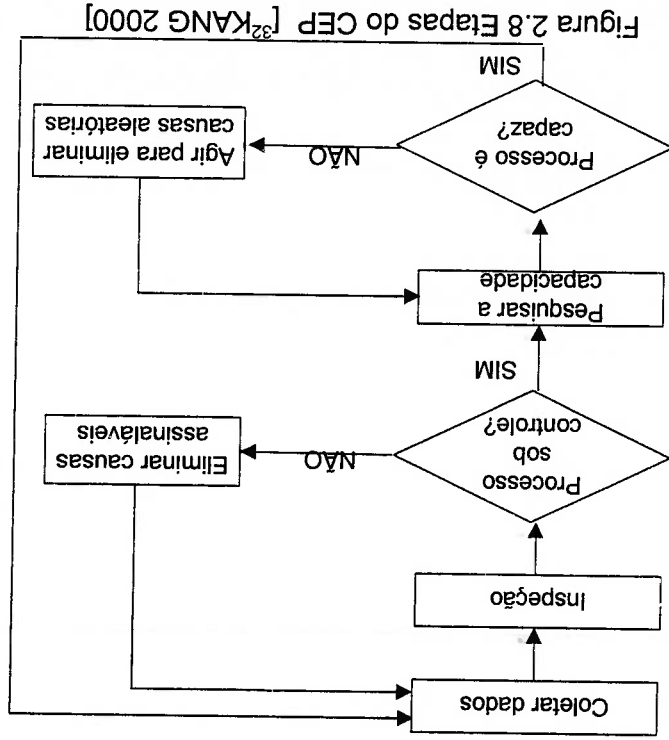 Coletar dados
Inspeção
Processo
sob
controle?
NÃO
Eliminar causas
assinaláveis
SIM
Pesquisar a
capacidade
Processo é
capaz?
NÃO
Agir para eliminar
causas aleatórias
SIM
Figura 2.8 Etapas do CEP [³²KANG 2000]